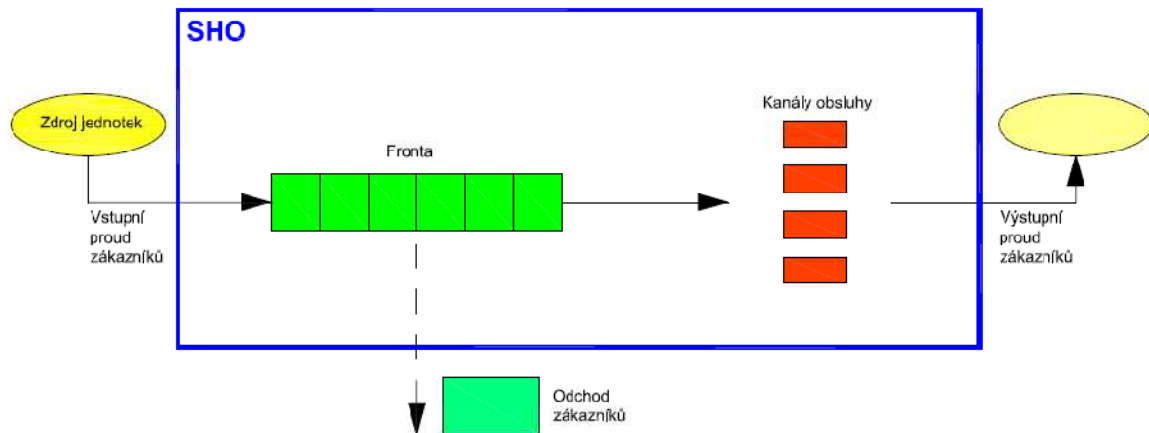 SHO
Zdroj jednotek
Vstupní
proud
zákazníků
Fronta
Kanály obsluhy
Výstupní
proud
zákazníků
Odchod
zákazníků